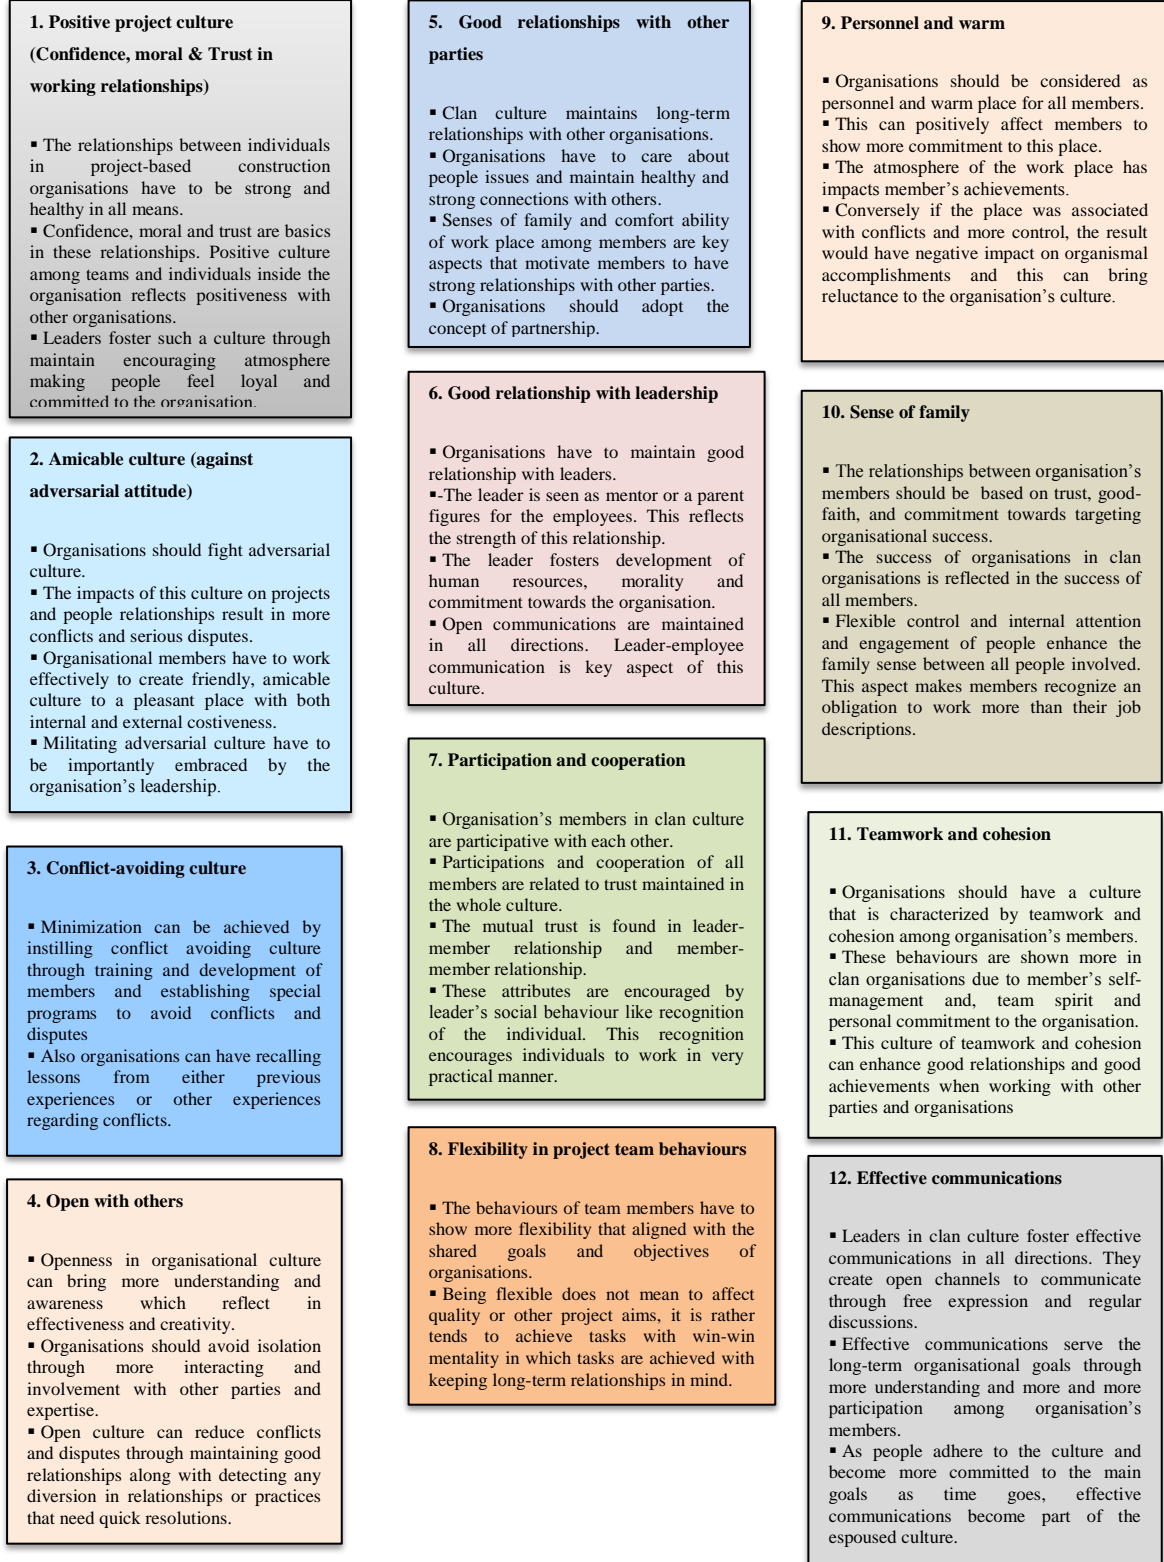 1. Positive project culture
(Confidence, moral & Trust in
working relationships)
▪ The relationships between individuals
in project-based construction
organisations have to be strong and
healthy in all means.
▪ Confidence, moral and trust are basics
in these relationships. Positive culture
among teams and individuals inside the
organisation reflects positiveness with
other organisations.
▪ Leaders foster such a culture through
maintain encouraging atmosphere
making people feel loyal and
committed to the organisation.
2. Amicable culture (against
adversarial attitude)
▪ Organisations should fight adversarial
culture.
▪ The impacts of this culture on projects
and people relationships result in more
conflicts and serious disputes.
▪ Organisational members have to work
effectively to create friendly, amicable
culture to a pleasant place with both
internal and external costiveness.
▪ Militating adversarial culture have to
be importantly embraced by the
organisation's leadership.
3. Conflict-avoiding culture
▪ Minimization can be achieved by
instilling conflict avoiding culture
through training and development of
members and establishing special
programs to avoid conflicts and
disputes
▪ Also organisations can have recalling
lessons from either previous
experiences or other experiences
regarding conflicts.
4. Open with others
▪ Openness in organisational culture
can bring more understanding and
awareness which reflect in
effectiveness and creativity.
▪ Organisations should avoid isolation
through more interacting and
involvement with other parties and
expertise.
▪ Open culture can reduce conflicts
and disputes through maintaining good
relationships along with detecting any
diversion in relationships or practices
that need quick resolutions.
5. Good relationships with other
parties
▪ Clan culture maintains long-term
relationships with other organisations.
▪ Organisations have to care about
people issues and maintain healthy and
strong connections with others.
▪ Senses of family and comfort ability
of work place among members are key
aspects that motivate members to have
strong relationships with other parties.
▪ Organisations should adopt the
concept of partnership.
6. Good relationship with leadership
▪ Organisations have to maintain good
relationship with leaders.
▪-The leader is seen as mentor or a parent
figures for the employees. This reflects
the strength of this relationship.
▪ The leader fosters development of
human resources, morality and
commitment towards the organisation.
▪ Open communications are maintained
in all directions. Leader-employee
communication is key aspect of this
culture.
7. Participation and cooperation
▪ Organisation's members in clan culture
are participative with each other.
▪ Participations and cooperation of all
members are related to trust maintained in
the whole culture.
▪ The mutual trust is found in leader-
member relationship and member-
member relationship.
▪ These attributes are encouraged by
leader's social behaviour like recognition
of the individual. This recognition
encourages individuals to work in very
practical manner.
8. Flexibility in project team behaviours
▪ The behaviours of team members have to
show more flexibility that aligned with the
shared goals and objectives of
organisations.
▪ Being flexible does not mean to affect
quality or other project aims, it is rather
tends to achieve tasks with win-win
mentality in which tasks are achieved with
keeping long-term relationships in mind.
9. Personnel and warm
▪ Organisations should be considered as
personnel and warm place for all members.
▪ This can positively affect members to
show more commitment to this place.
▪ The atmosphere of the work place has
impacts member's achievements.
▪ Conversely if the place was associated
with conflicts and more control, the result
would have negative impact on organismal
accomplishments and this can bring
reluctance to the organisation's culture.
10. Sense of family
▪ The relationships between organisation's
members should be based on trust, good-
faith, and commitment towards targeting
organisational success.
▪ The success of organisations in clan
organisations is reflected in the success of
all members.
▪ Flexible control and internal attention
and engagement of people enhance the
family sense between all people involved.
This aspect makes members recognize an
obligation to work more than their job
descriptions.
11. Teamwork and cohesion
▪ Organisations should have a culture
that is characterized by teamwork and
cohesion among organisation's members.
▪ These behaviours are shown more in
clan organisations due to member's self-
management and, team spirit and
personal commitment to the organisation.
▪ This culture of teamwork and cohesion
can enhance good relationships and good
achievements when working with other
parties and organisations
12. Effective communications
▪ Leaders in clan culture foster effective
communications in all directions. They
create open channels to communicate
through free expression and regular
discussions.
▪ Effective communications serve the
long-term organisational goals through
more understanding and more and more
participation among organisation's
members.
▪ As people adhere to the culture and
become more committed to the main
goals as time goes, effective
communications become part of the
espoused culture.